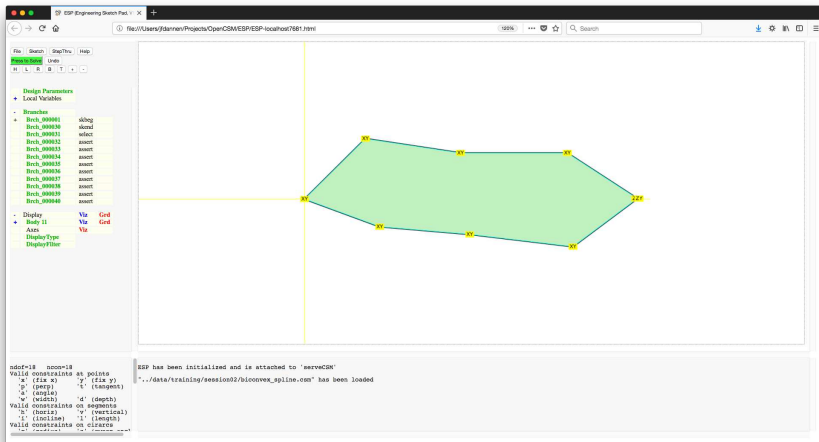 ESP (Engineering Sketch Pad,
file:///Users/jfdannen/Projects/OpenCSM/ESP/ESP-localhost7681.html
120%
Search
File Sketch StepThru Help
Press to Solve Undo
H L R B T + -
Design Parameters
+ Local Variables
- Branches
+ Brch_000001 skbeg
Brch_000030 skend
Brch_000031 select
Brch_000032 assert
Brch_000033 assert
Brch_000034 assert
Brch_000035 assert
Brch_000036 assert
Brch_000037 assert
Brch_000038 assert
Brch_000039 assert
Brch_000040 assert
- Display Viz Grd
+ Body 11 Viz Grd
Axes Viz
DisplayType
DisplayFilter
XY
XY
XY
XY
XY
XY
XY
XY
ndof=18 ncon=18
Valid constraints at points
'x' (fix x) 'y' (fix y)
'p' (perp) 't' (tangent)
'a' (angle)
'w' (width) 'd' (depth)
Valid constraints on segments
'h' (horiz) 'v' (vertical)
'i' (incline) 'l' (length)
Valid constraints on cirarcs
ESP has been initialized and is attached to 'serveCSM'
"../data/training/session02/biconvex_spline.csm" has been loaded